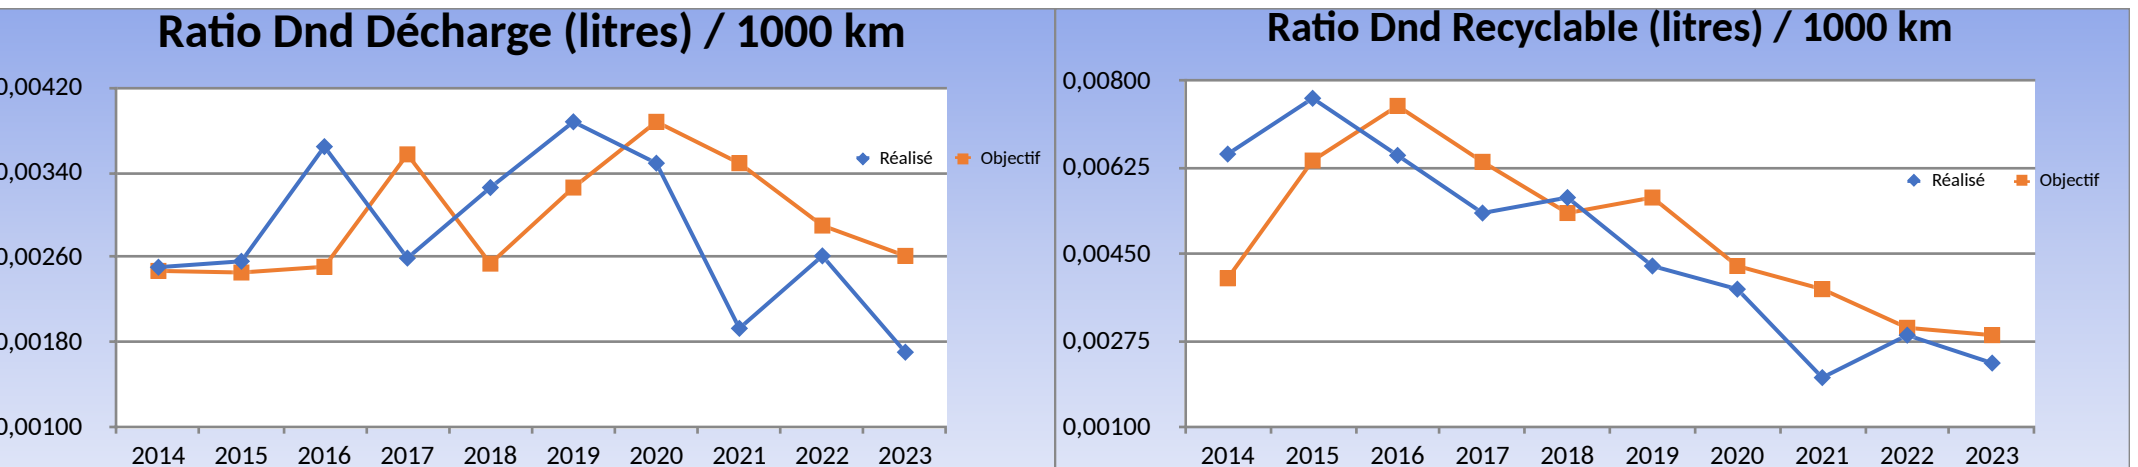 Ratio Dnd Décharge (litres) / 1000 km
0,00420
0,00340
0,00260
0,00180
0,00100
Réalisé Objectif
2014 2015 2016 2017 2018 2019 2020 2021 2022 2023
Ratio Dnd Recyclable (litres) / 1000 km
0,00800
0,00625
0,00450
0,00275
0,00100
Réalisé Objectif
2014 2015 2016 2017 2018 2019 2020 2021 2022 2023